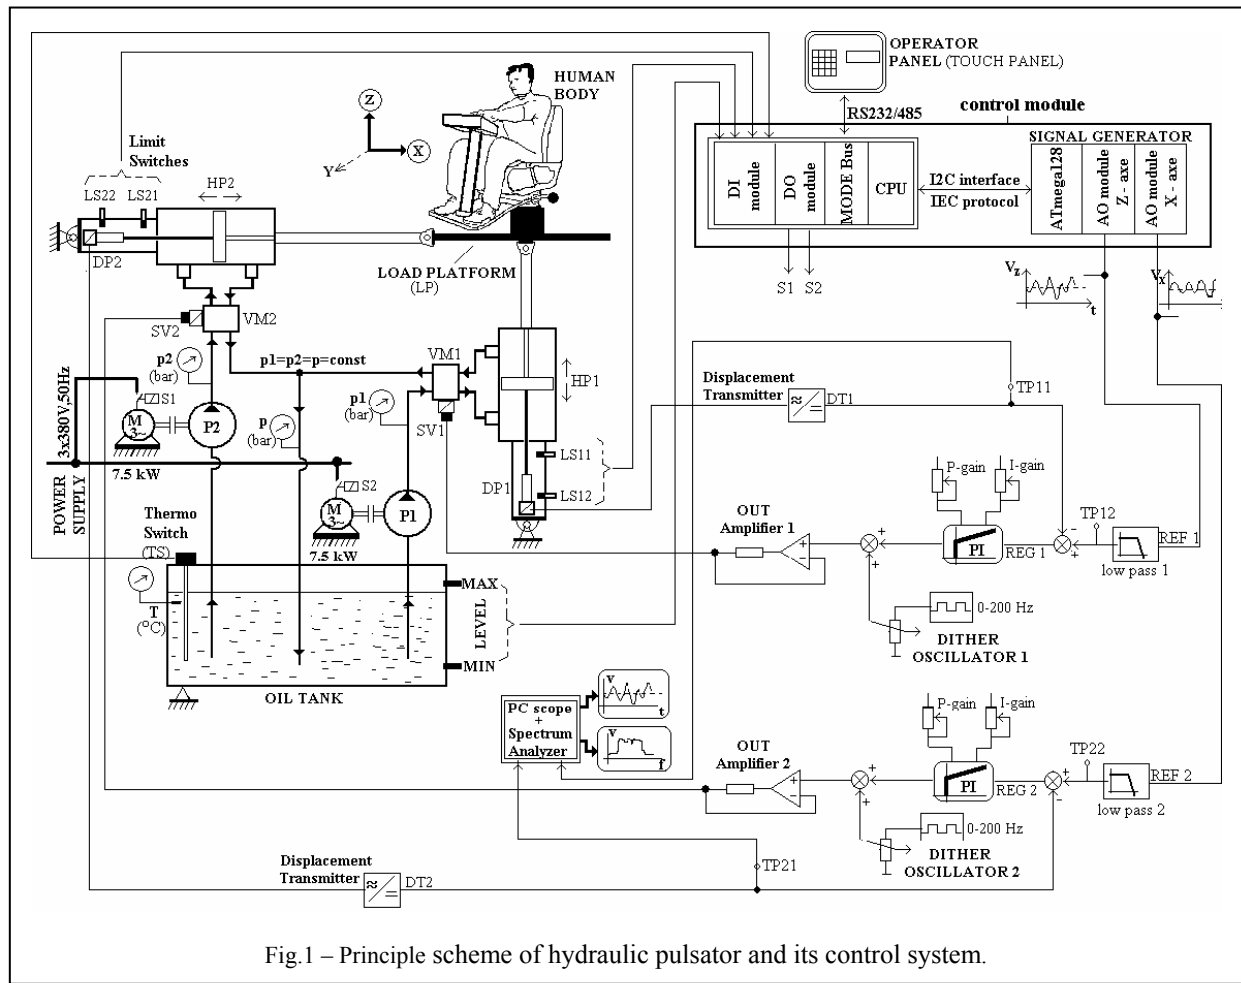 OPERATOR
PANEL (TOUCH PANEL)
HUMAN
BODY
RS232/485
control module
SIGNAL GENERATOR
DI
module
DO
module
MODE Bus
CPU
I2C interface
IEC protocol
ATmega128
AO module
Z - axe
AO module
X - axe
Z
X
Y
Limit
Switches
LS22
LS21
HP2
DP2
LOAD PLATFORM
(LP)
S1
S2
Vz
t
Vx
SV2
VM2
p2
(bar)
p1=p2=p=const
VM1
p1
(bar)
HP1
SV1
Displacement
Transmitter
DT1
TP11
3x380V,50Hz
S1
M
3~
P2
p
(bar)
7.5 kW
POWER
SUPPLY
S2
M
3~
P1
7.5 kW
LS11
DP1
LS12
P-gain
I-gain
OUT
Amplifier 1
PI
REG 1
TP12
REF 1
low pass 1
0-200 Hz
DITHER
OSCILLATOR 1
Thermo
Switch
(TS)
T
(°C)
MAX
LEVEL
MIN
OIL TANK
PC scope
+
Spectrum
Analyzer
v
t
v
f
P-gain
I-gain
OUT
Amplifier 2
PI
REG 2
TP22
REF 2
low pass 2
0-200 Hz
DITHER
OSCILLATOR 2
TP21
Displacement
Transmitter
DT2
Fig.1 – Principle scheme of hydraulic pulsator and its control system.